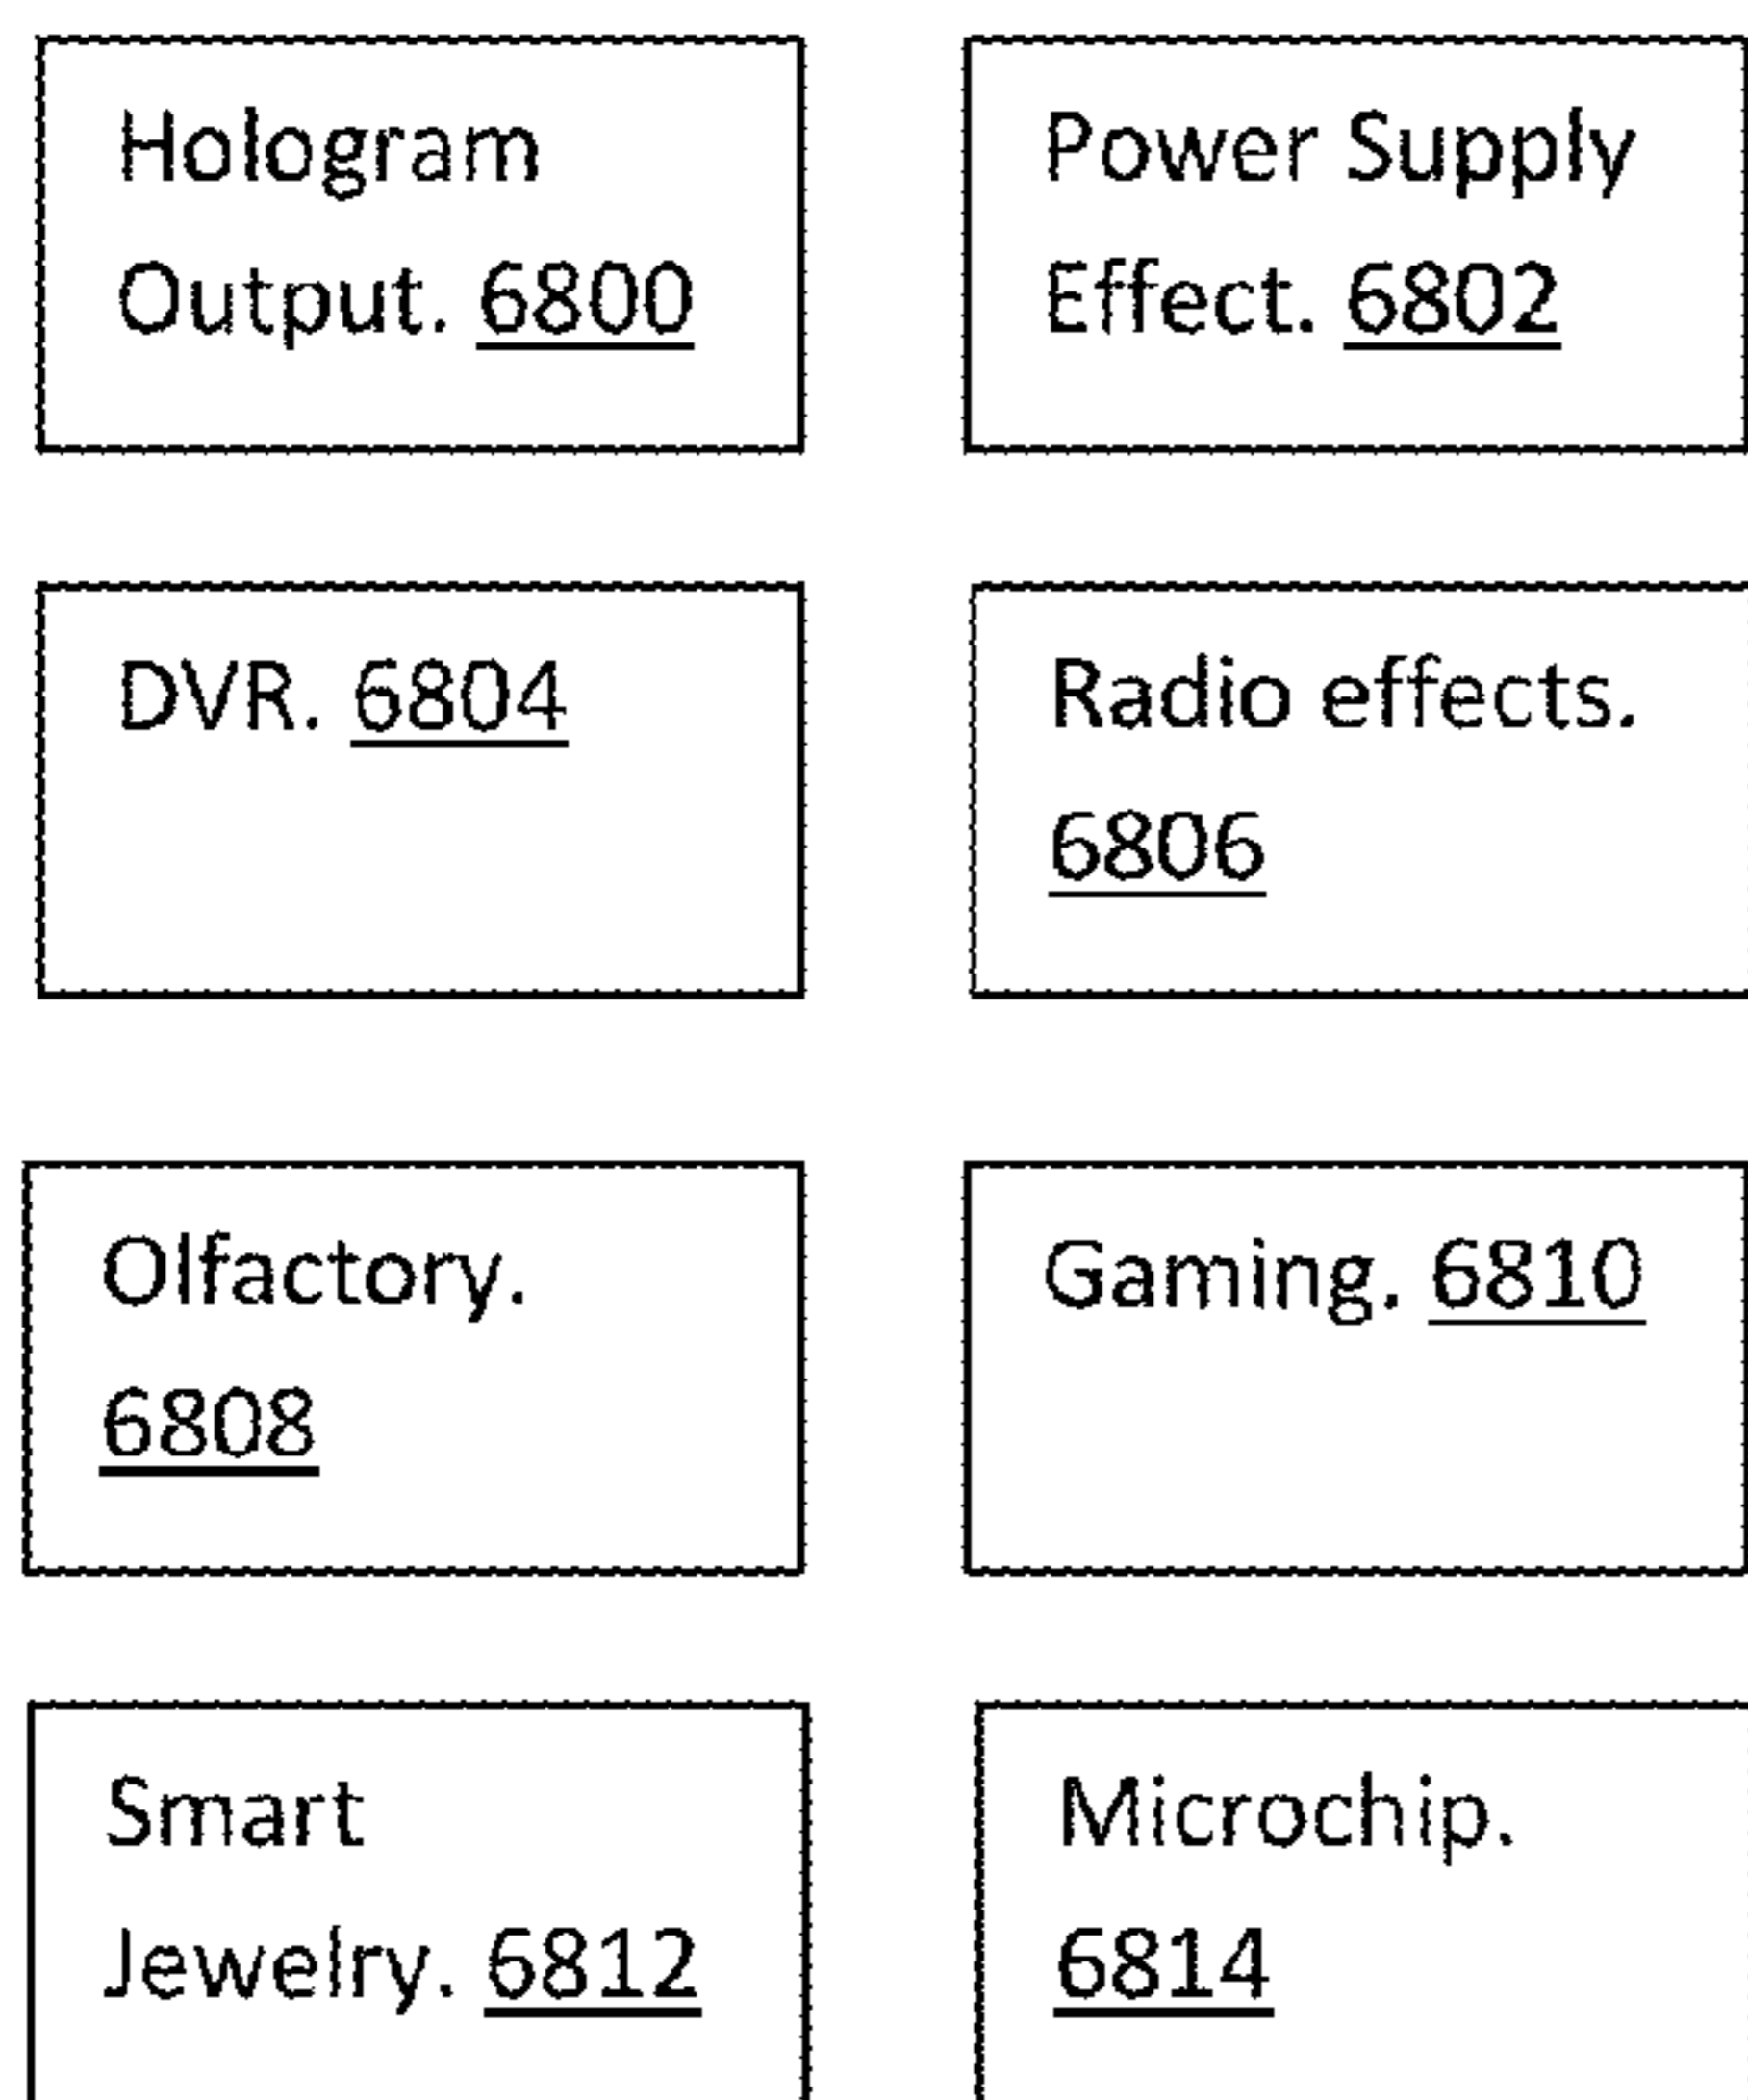 Hologram
Output. 6800
Power Supply
Effect. 6802
DVR. 6804
Radio effects.
6806
Olfactory.
6808
Gaming. 6810
Smart
Jewelry. 6812
Microchip.
6814